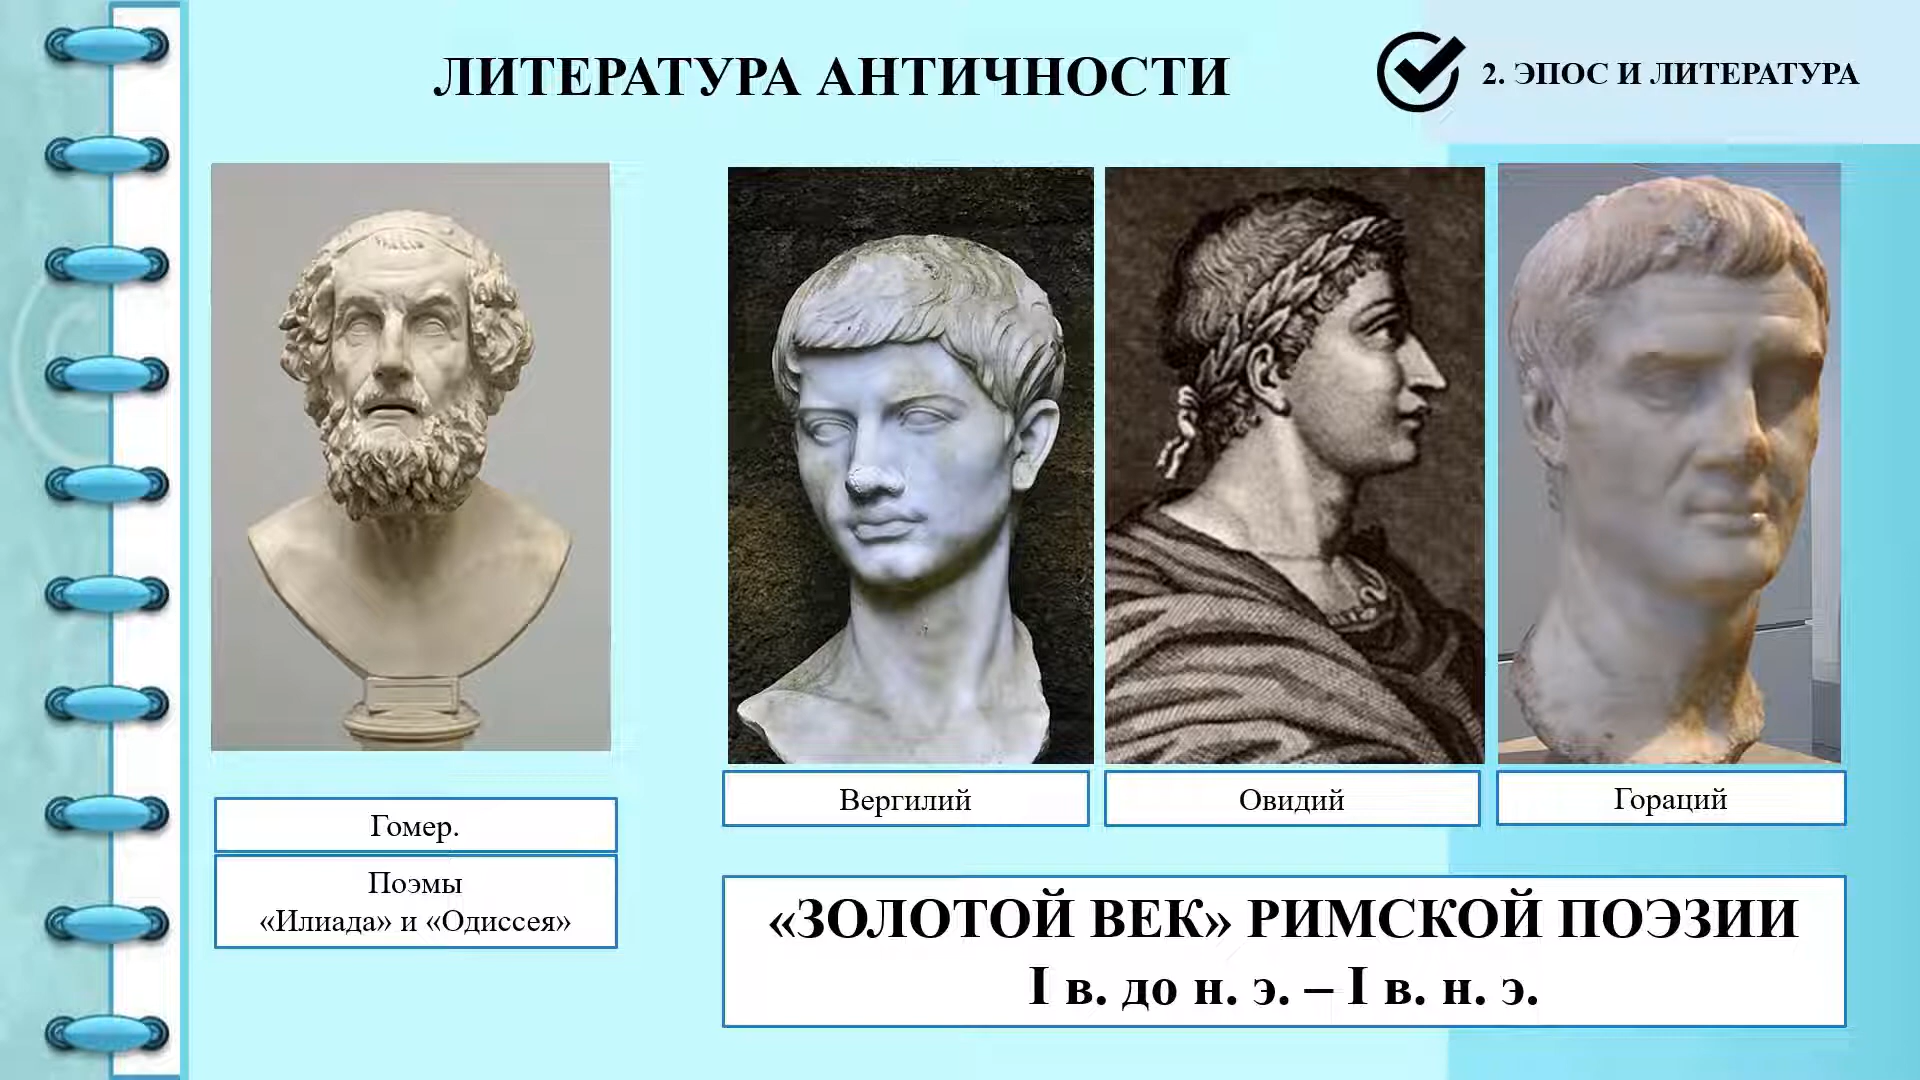 ЛИТЕРАТУРА АНТИЧНОСТИ
2. ЭПОС И ЛИТЕРАТУРА
Гомер.
Поэмы
«Илиада» и «Одиссея»
Вергилий
Овидий
Гораций
«ЗОЛОТОЙ ВЕК» РИМСКОЙ ПОЭЗИИ
I в. до н. э. – I в. н. э.